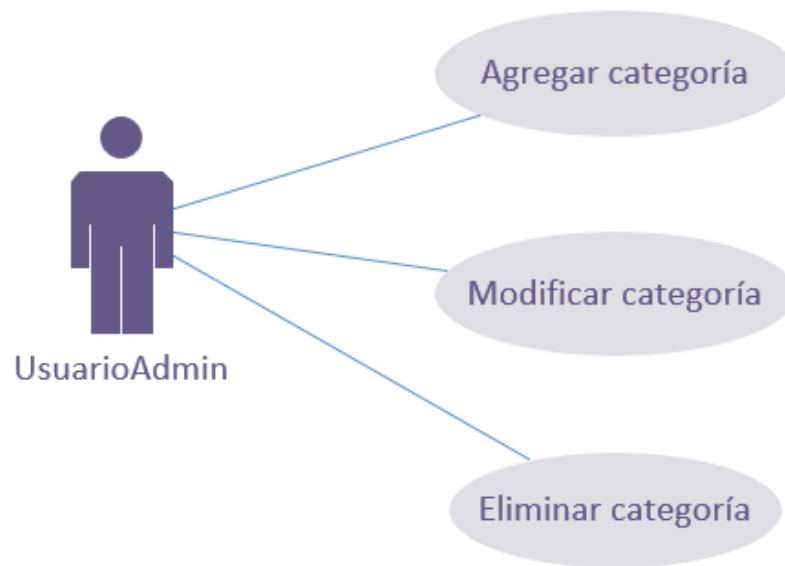 Agregar categoría
Modificar categoría
UsuarioAdmin
Eliminar categoría